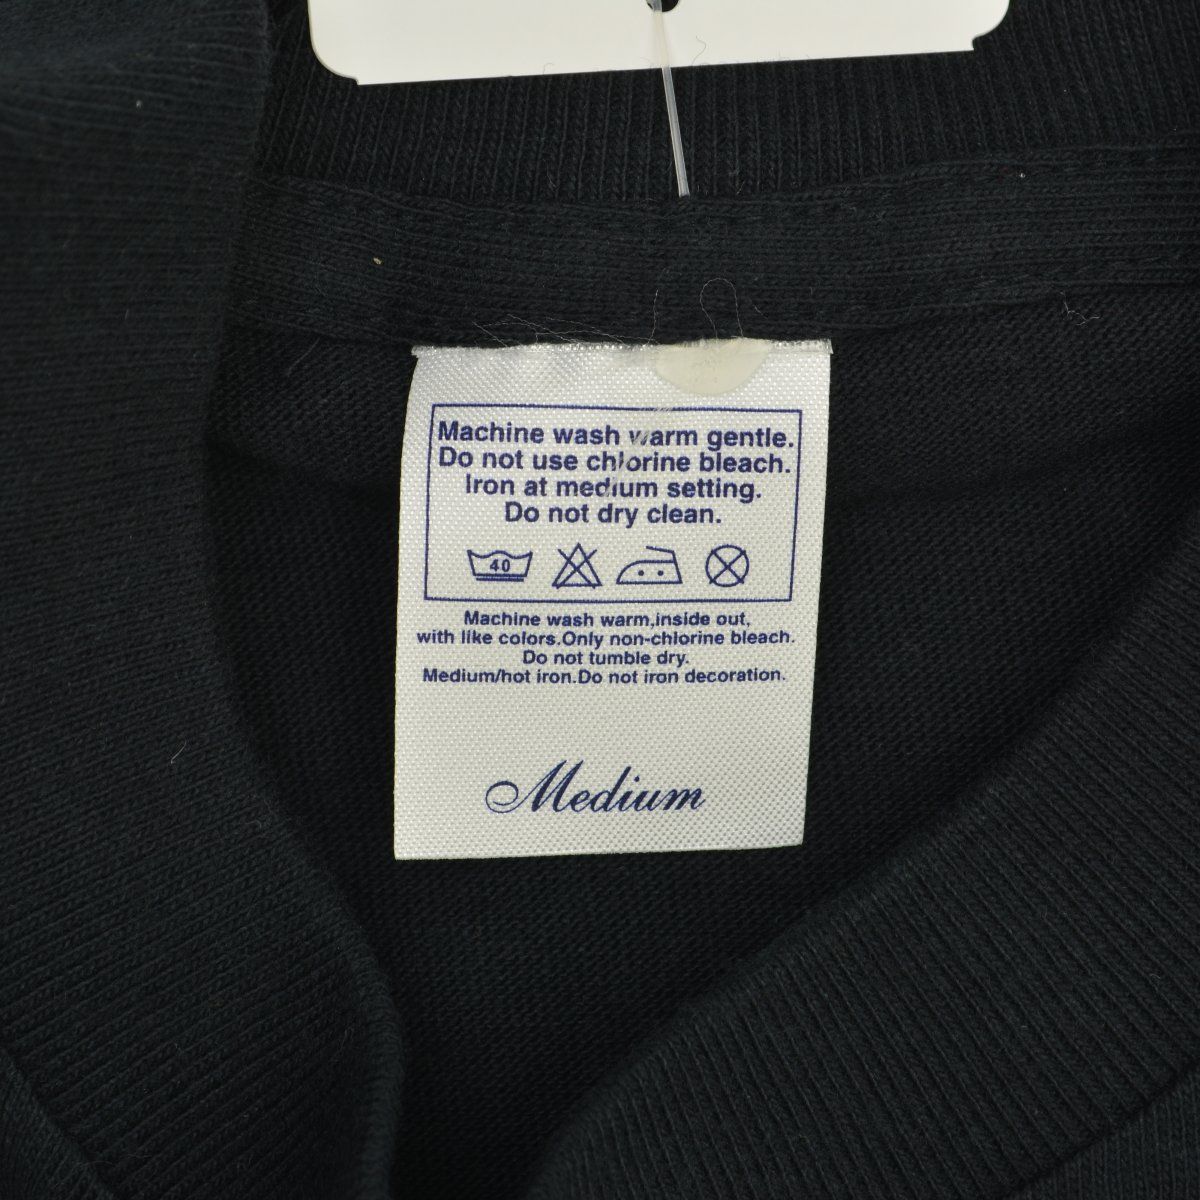 Machine wash warm gentle.
Do not use chlorine bleach.
Iron at medium setting.
Do not dry clean.
40
Machine wash warm,inside out,
with like colors.Only non-chlorine bleach.
Do not tumble dry.
Medium/hot iron.Do not iron decoration.
Medium